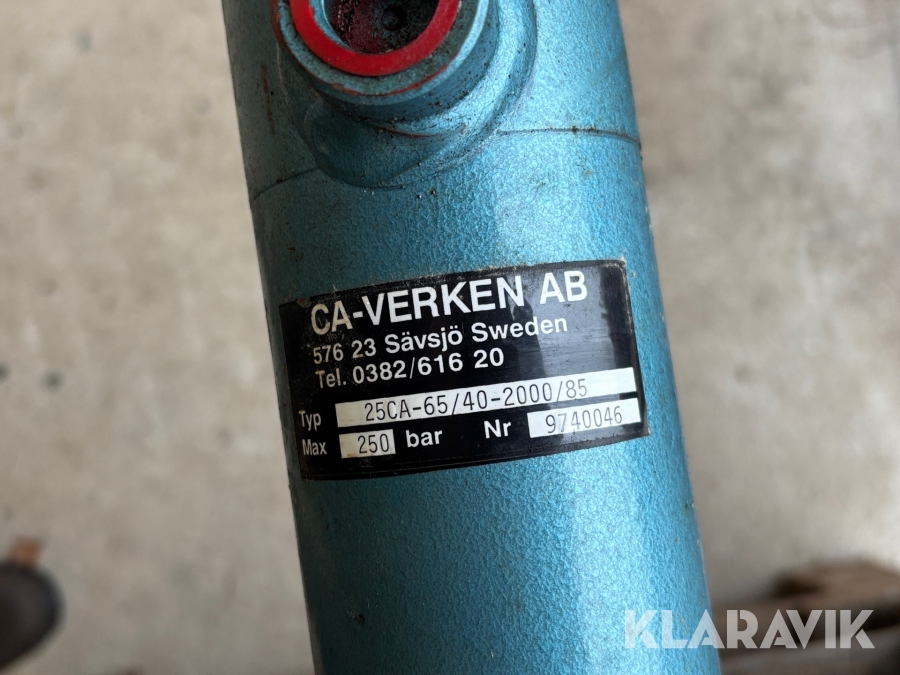 CA-VERKEN AB
576 23 Sävsjö Sweden
Tel. 0382/616 20
Typ 25CA-65/40-2000/85
Max 250 bar Nr 9740046
KLARAVIK